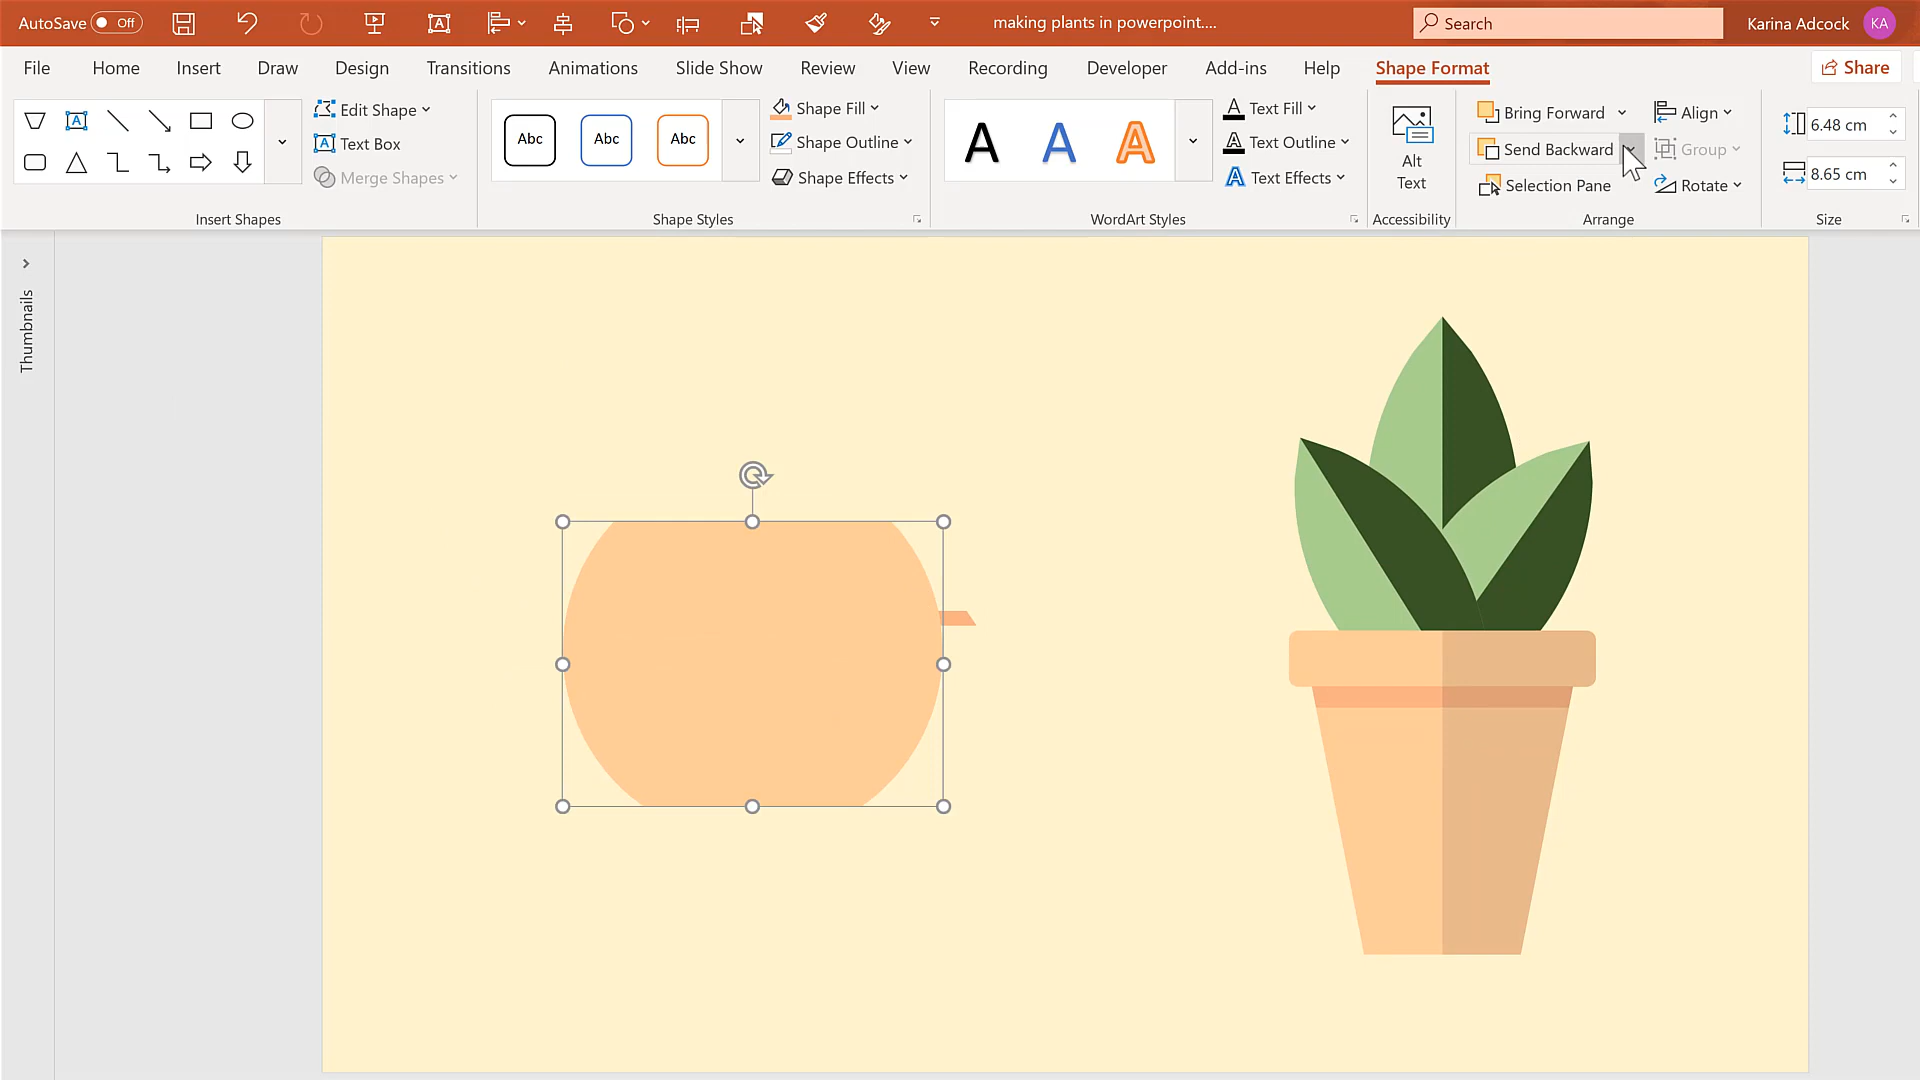 AutoSave Off making plants in powerpoint.... Search Karina Adcock KA
File Home Insert Draw Design Transitions Animations Slide Show Review View Recording Developer Add-ins Help Shape Format Share
A Edit Shape Abc Abc Abc Shape Fill A A A A Text Fill Alt Text Bring Forward Align 6.48 cm
A Text Box Shape Outline A Text Outline Send Backward Group 8.65 cm
Merge Shapes Shape Effects A Text Effects Selection Pane Rotate
Insert Shapes Shape Styles WordArt Styles Accessibility Arrange Size
Thumbnails